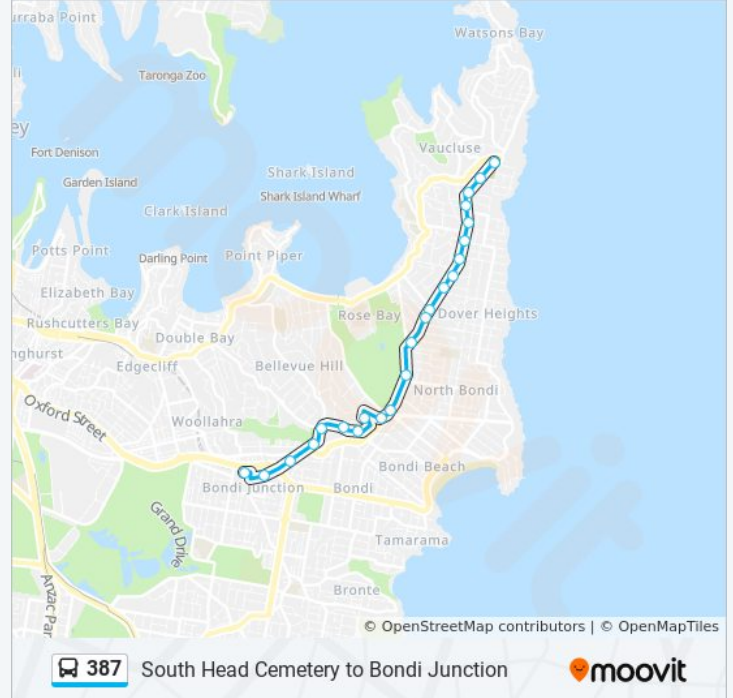 urraba Point
Watsons Bay
Taronga Zoo
li
ey
Fort Denison
Vaucluse
Shark Island
Garden Island
Shark Island Wharf
Clark Island
Potts Point
Darling Point
Point Piper
Elizabeth Bay
Rose Bay
Dover Heights
Rushcutters Bay
Double Bay
nghurst
Edgecliff
Bellevue Hill
North Bondi
Oxford Street
Woollahra
Bondi Beach
Bondi Junction
Bondi
Grand Drive
Tamarama
Anzac Par
Bronte
© OpenStreetMap contributors | © OpenMapTiles
387 South Head Cemetery to Bondi Junction
moovit